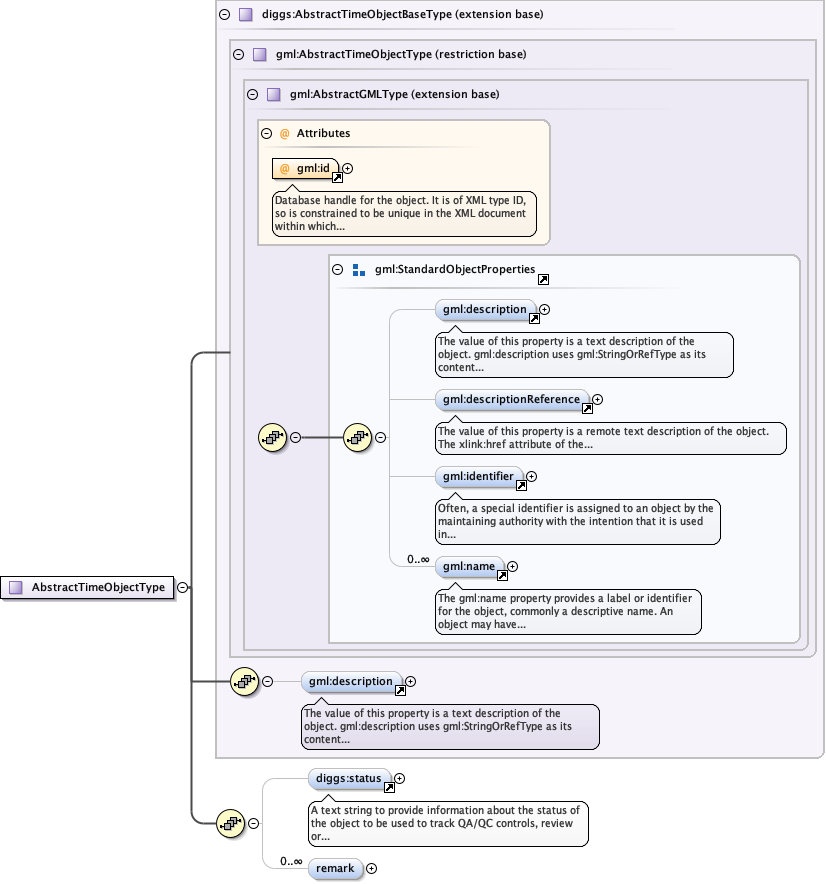 diggs:AbstractTimeObjectBaseType (extension base)
gml:AbstractTimeObjectType (restriction base)
gml:AbstractGMLType (extension base)
@ Attributes
@ gml:id
Database handle for the object. It is of XML type ID,
so is constrained to be unique in the XML document
within which...
gml:StandardObjectProperties
gml:description
The value of this property is a text description of the
object. gml:description uses gml:StringOrRefType as its
content...
gml:descriptionReference
The value of this property is a remote text description of the object.
The xlink:href attribute of the...
gml:identifier
Often, a special identifier is assigned to an object by the
maintaining authority with the intention that it is used
in...
0..∞
gml:name
The gml:name property provides a label or identifier
for the object, commonly a descriptive name. An
object may have...
AbstractTimeObjectType
gml:description
The value of this property is a text description of the
object. gml:description uses gml:StringOrRefType as its
content...
diggs:status
A text string to provide information about the status of
the object to be used to track QA/QC controls, review
or...
0..∞
remark